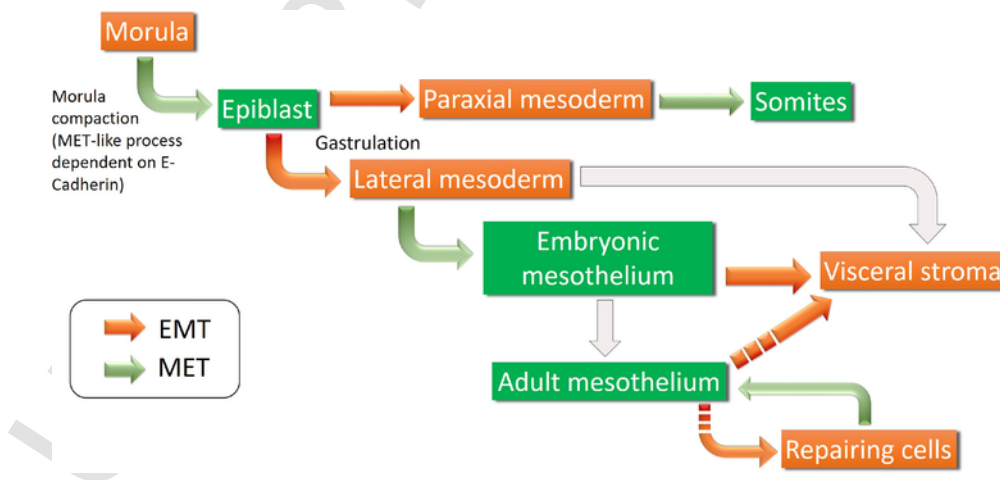 Morula
Morula
compaction
(MET-like process
dependent on E-
Cadherin)
Epiblast
Paraxial mesoderm
Somites
Gastrulation
Lateral mesoderm
Embryonic
mesothelium
Visceral stroma
EMT
MET
Adult mesothelium
Repairing cells